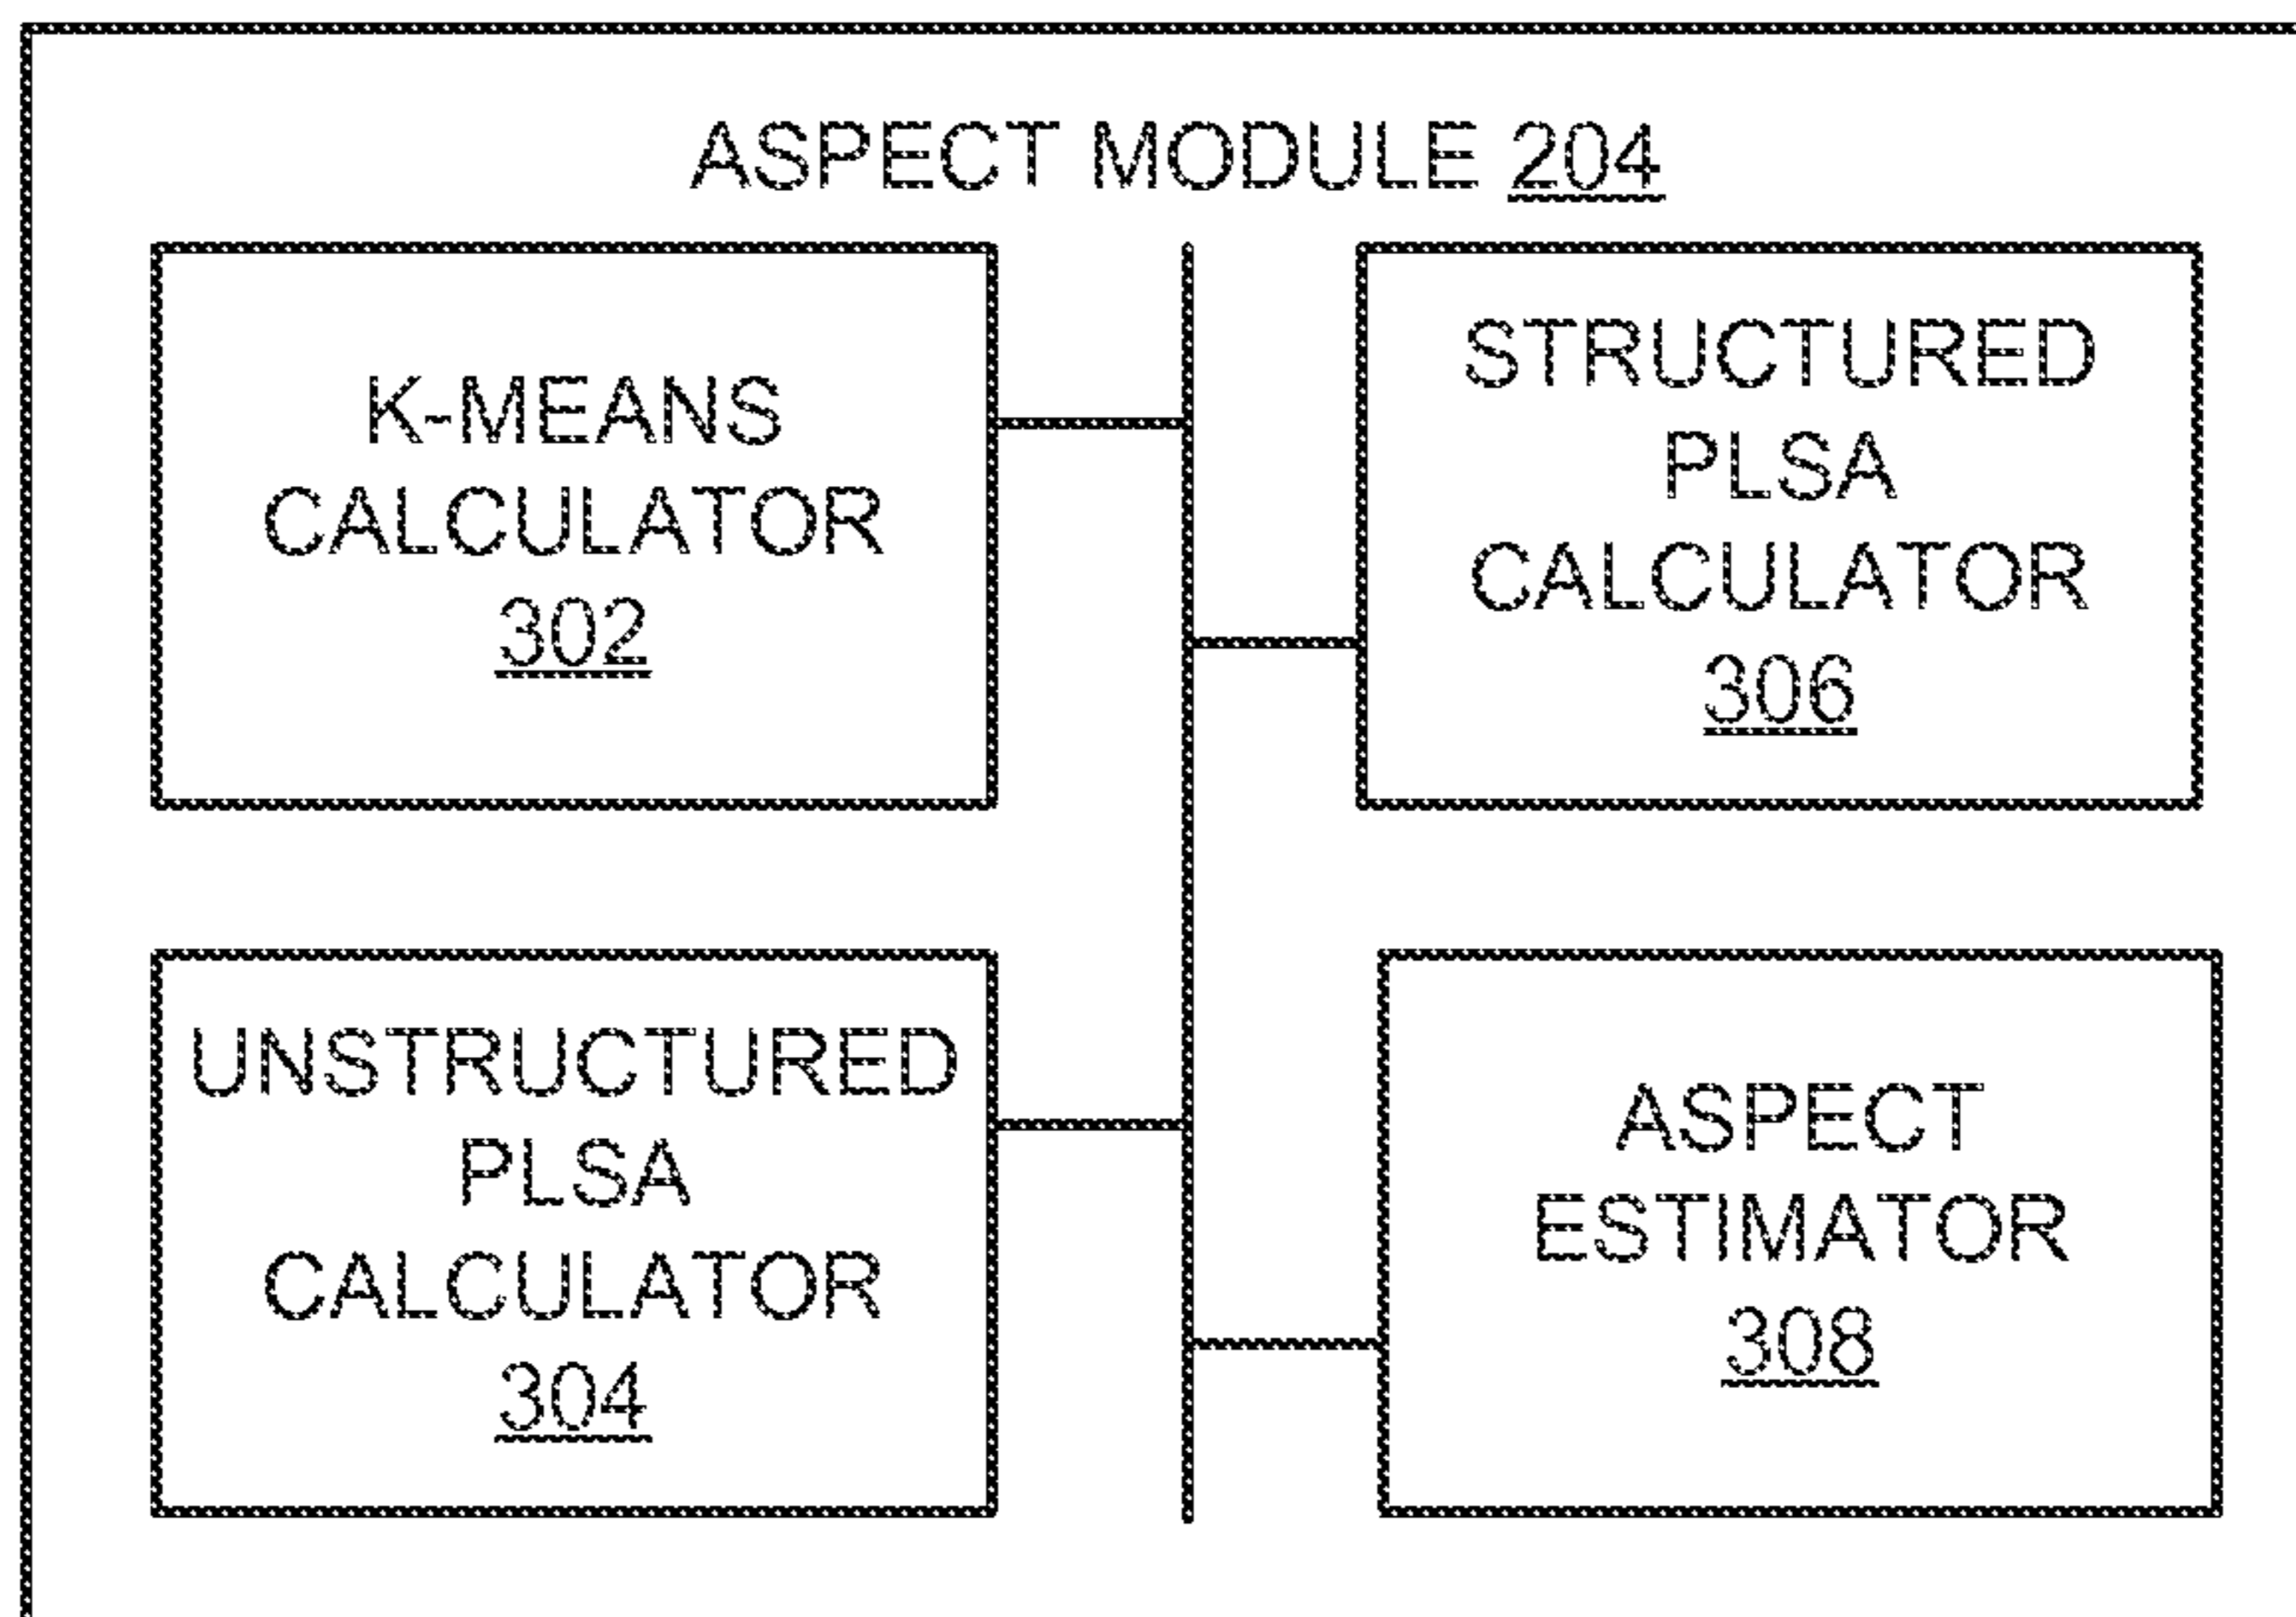 ASPECT MODULE 204
K-MEANS
CALCULATOR
302
STRUCTURED
PLSA
CALCULATOR
306
UNSTRUCTURED
PLSA
CALCULATOR
304
ASPECT
ESTIMATOR
308